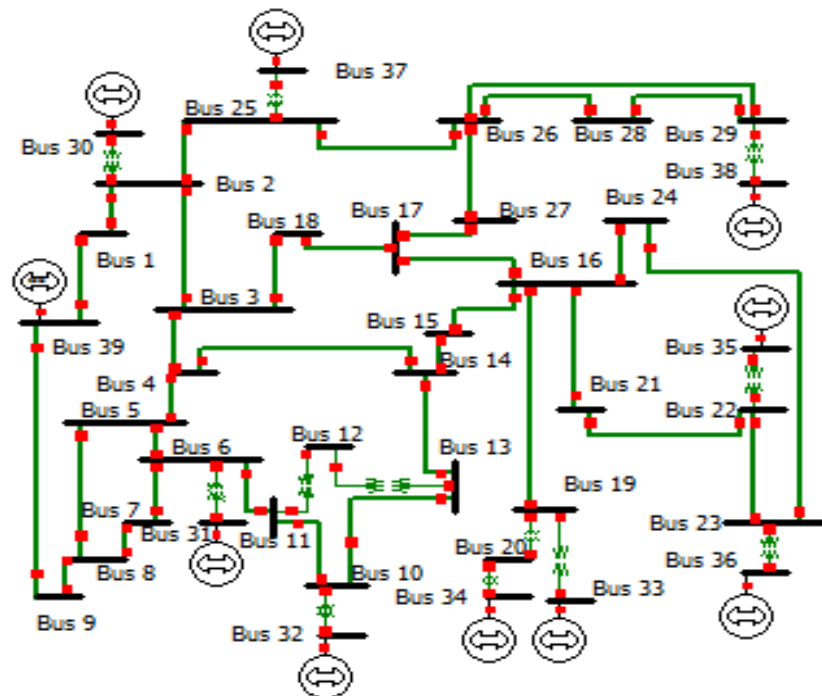 Bus 37
Bus 25
Bus 26
Bus 28
Bus 29
Bus 30
Bus 38
Bus 2
Bus 24
Bus 17
Bus 27
Bus 18
Bus 1
Bus 16
Bus 3
Bus 15
Bus 39
Bus 35
Bus 14
Bus 4
Bus 21
Bus 5
Bus 22
Bus 12
Bus 6
Bus 13
Bus 7
Bus 19
Bus 31
Bus 11
Bus 23
Bus 20
Bus 8
Bus 10
Bus 36
Bus 33
Bus 34
Bus 9
Bus 32